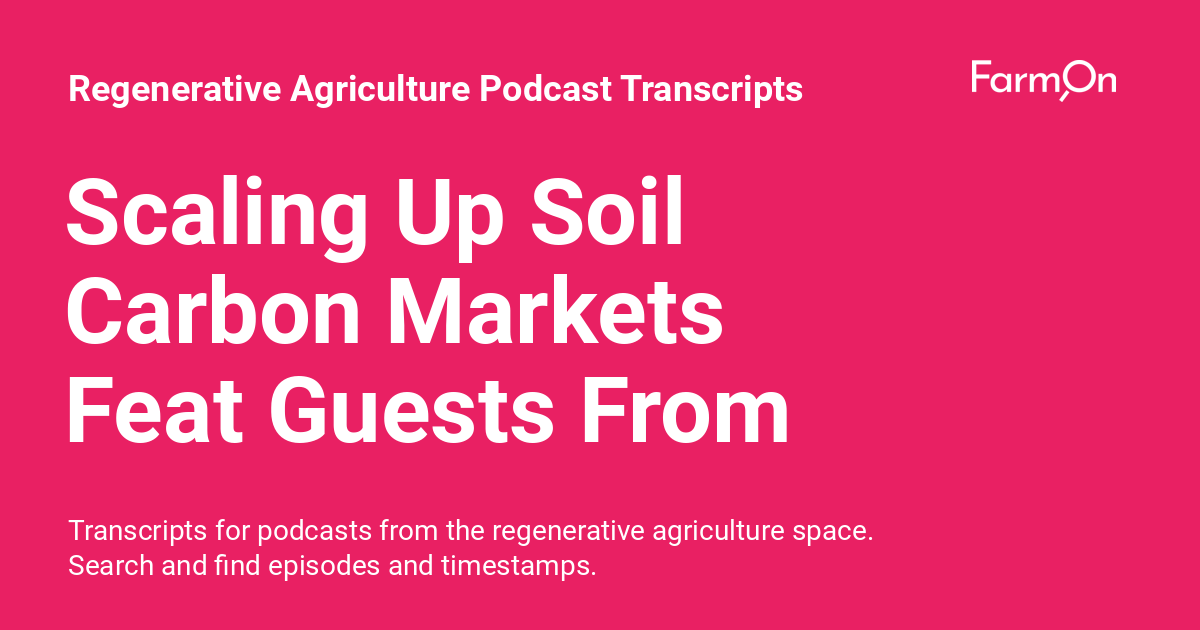 Regenerative Agriculture Podcast Transcripts
FarmOn
Scaling Up Soil
Carbon Markets
Feat Guests From
Transcripts for podcasts from the regenerative agriculture space.
Search and find episodes and timestamps.